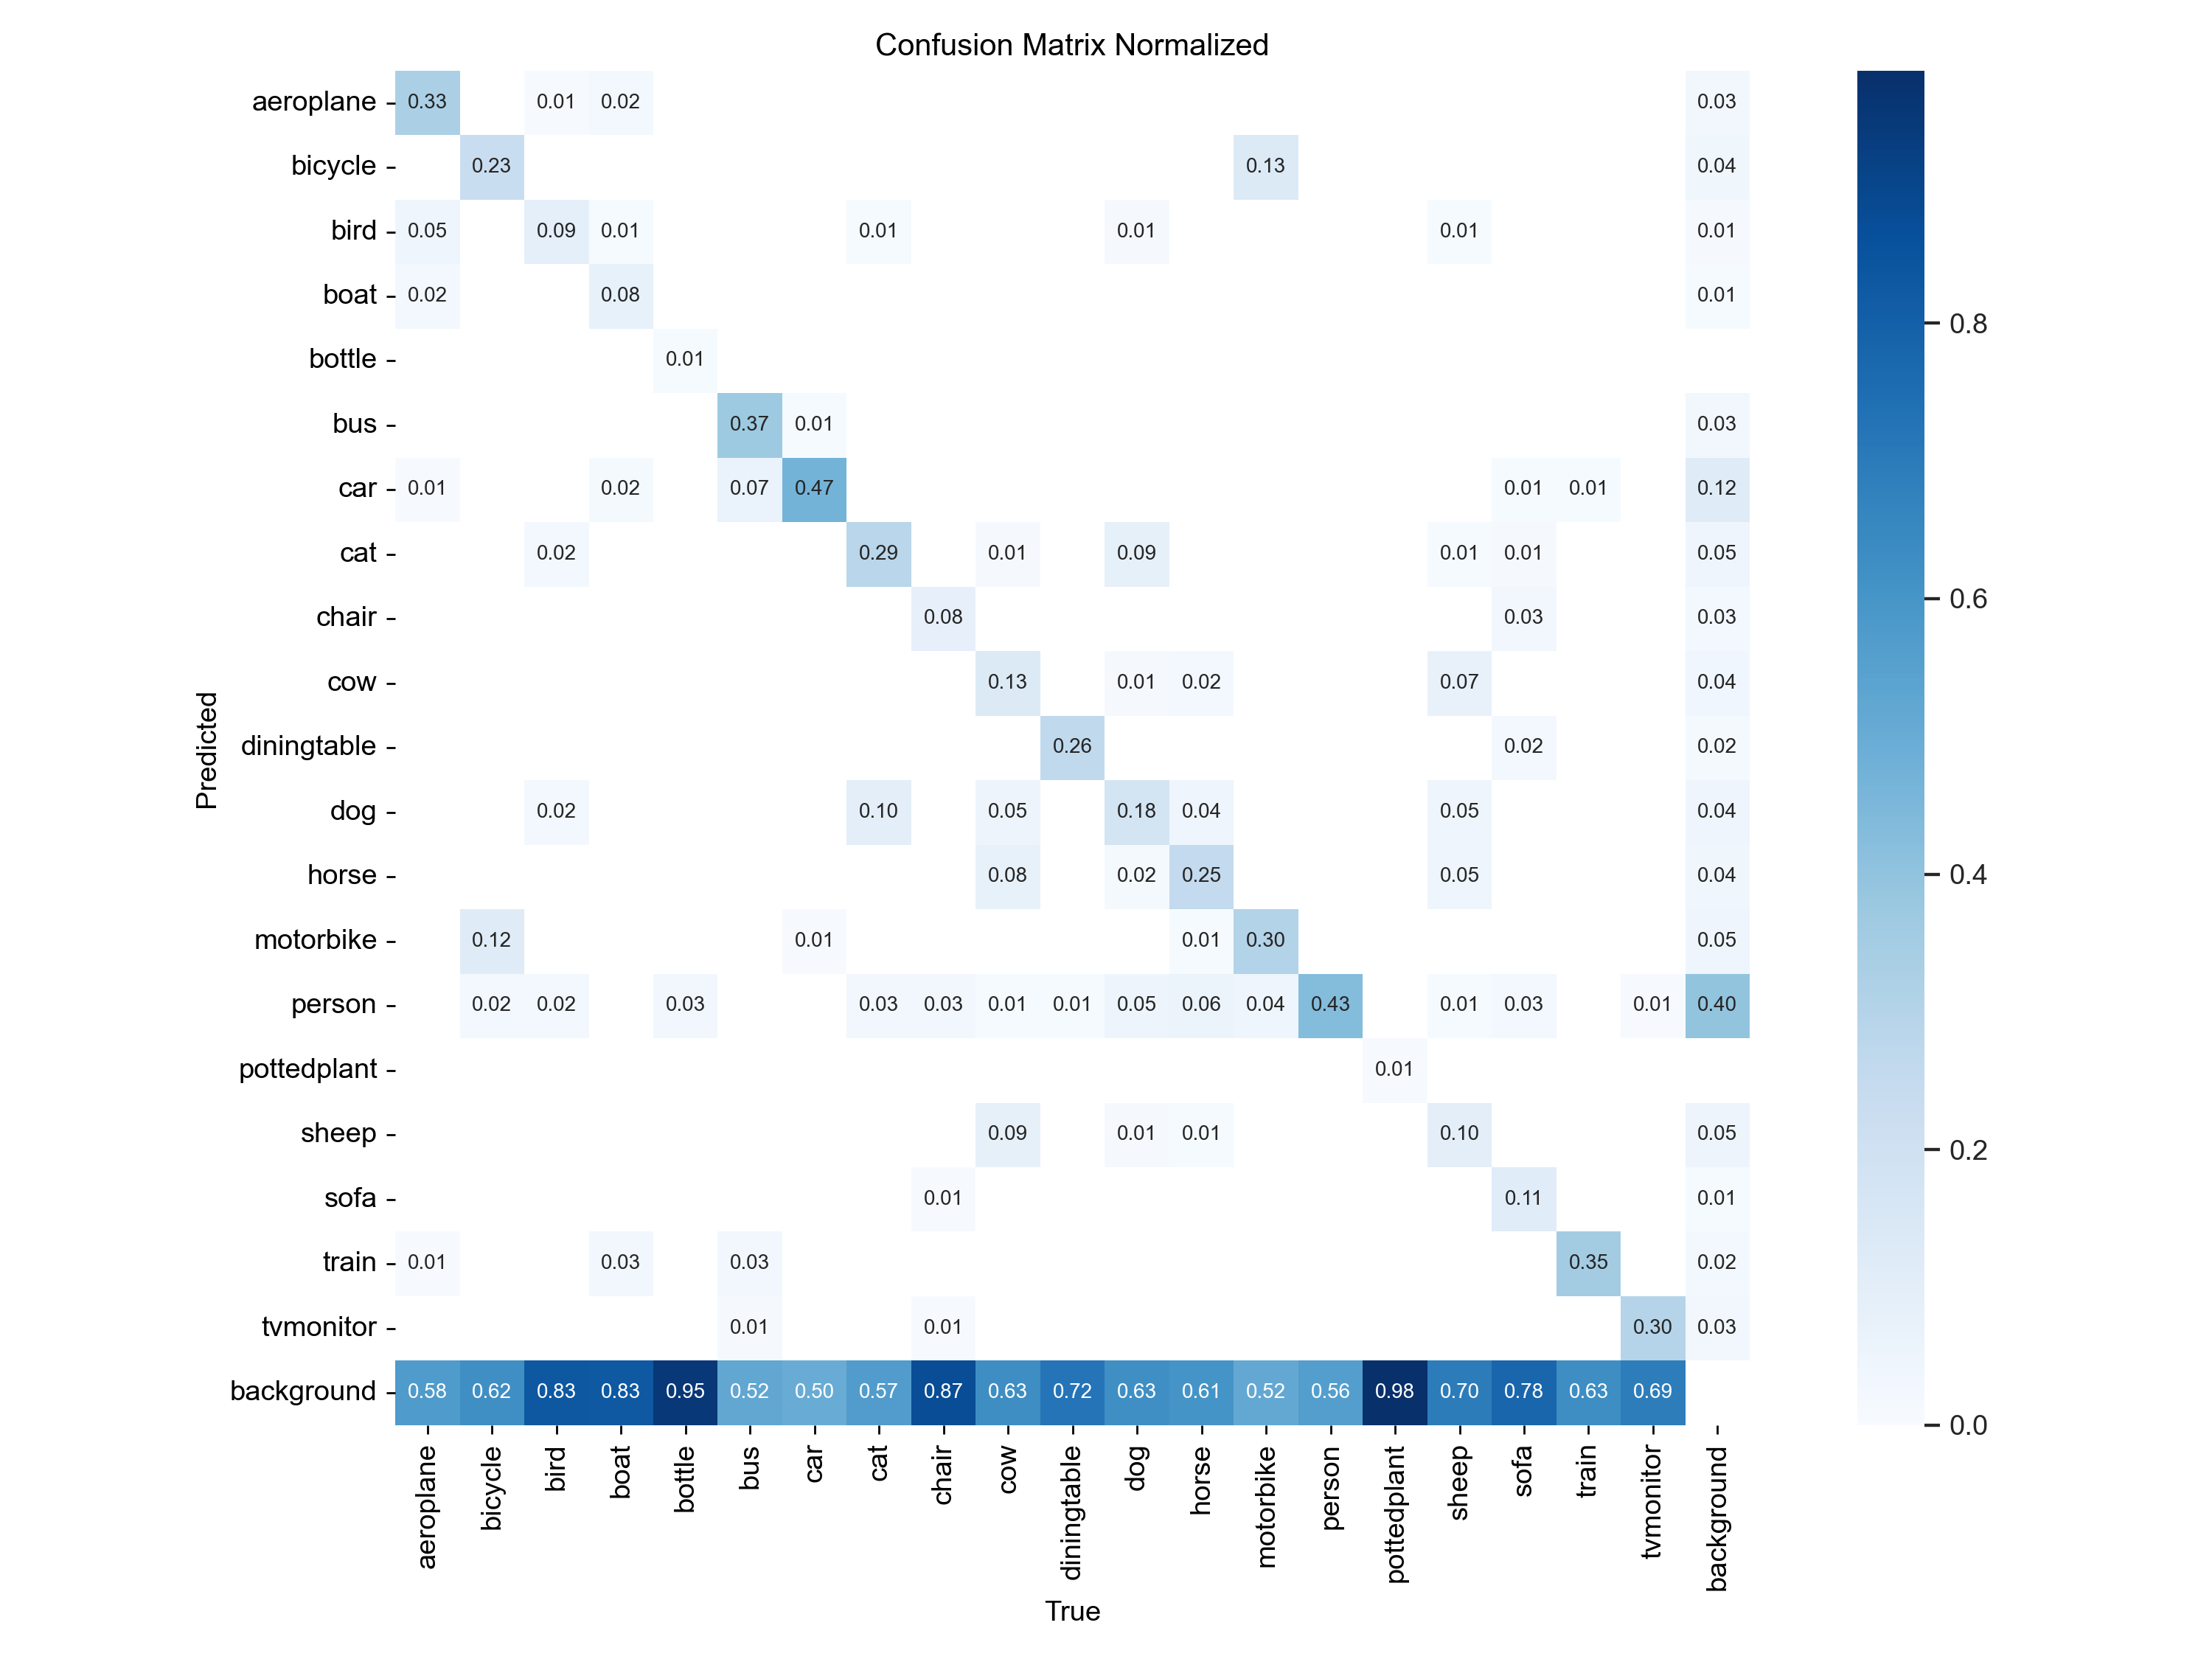 Confusion Matrix Normalized
aeroplane 0.33 0.01 0.02 0.03
bicycle 0.23 0.13 0.04
bird 0.05 0.09 0.01 0.01 0.01 0.01 0.01
boat 0.02 0.08 0.01
bottle 0.01
bus 0.37 0.01 0.03
car 0.01 0.02 0.07 0.47 0.01 0.01 0.12
cat 0.02 0.29 0.01 0.09 0.01 0.01 0.05
chair 0.08 0.03 0.03
cow 0.13 0.01 0.02 0.07 0.04
diningtable 0.26 0.02 0.02
dog 0.02 0.10 0.05 0.18 0.04 0.05 0.04
horse 0.08 0.02 0.25 0.05 0.04
motorbike 0.12 0.01 0.01 0.30 0.05
person 0.02 0.02 0.03 0.03 0.03 0.01 0.01 0.05 0.06 0.04 0.43 0.01 0.03 0.01 0.40
pottedplant 0.01
sheep 0.09 0.01 0.01 0.10 0.05
sofa 0.01 0.11 0.01
train 0.01 0.03 0.03 0.35 0.02
tvmonitor 0.01 0.01 0.30 0.03
background 0.58 0.62 0.83 0.83 0.95 0.52 0.50 0.57 0.87 0.63 0.72 0.63 0.61 0.52 0.56 0.98 0.70 0.78 0.63 0.69
Predicted
aeroplane bicycle bird boat bottle bus car cat chair cow diningtable dog horse motorbike person pottedplant sheep sofa train tvmonitor background
True
0.8
0.6
0.4
0.2
0.0